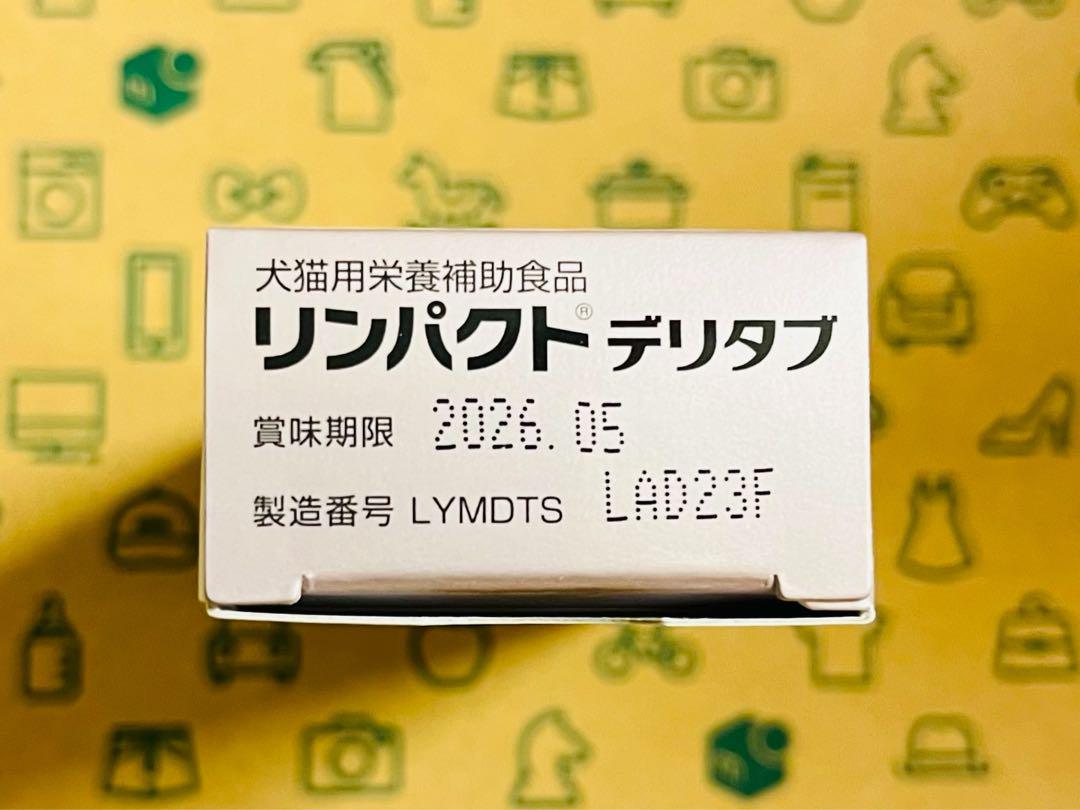 犬猫用栄養補助食品
リンパクト® デリタブ
賞味期限 2026.05
製造番号 LYMDTS LAD23F